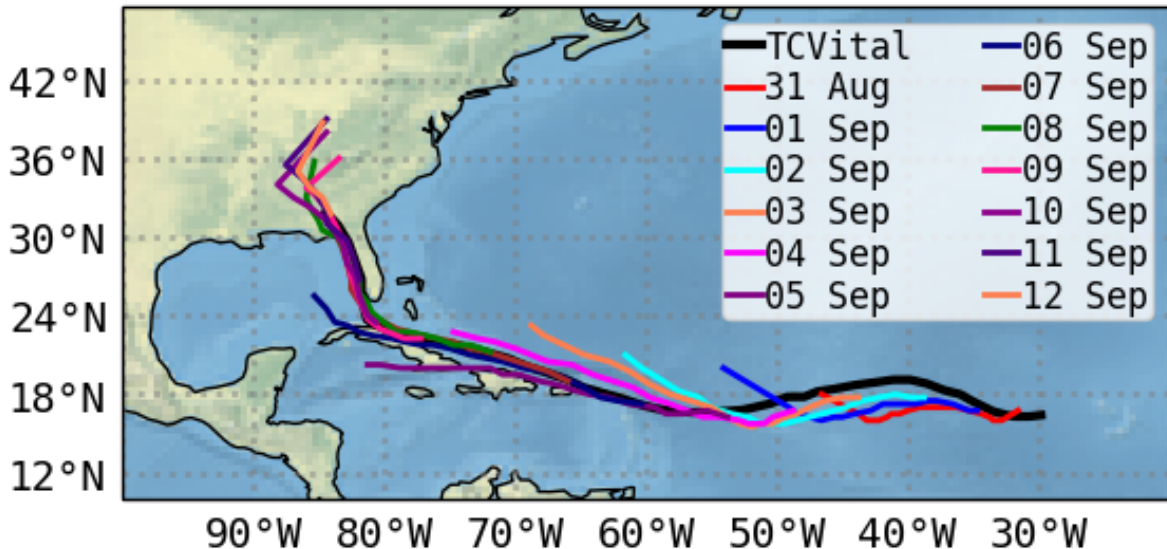 42°N
36°N
30°N
24°N
18°N
12°N
TCVital
31 Aug
01 Sep
02 Sep
03 Sep
04 Sep
05 Sep
06 Sep
07 Sep
08 Sep
09 Sep
10 Sep
11 Sep
12 Sep
90°W 80°W 70°W 60°W 50°W 40°W 30°W